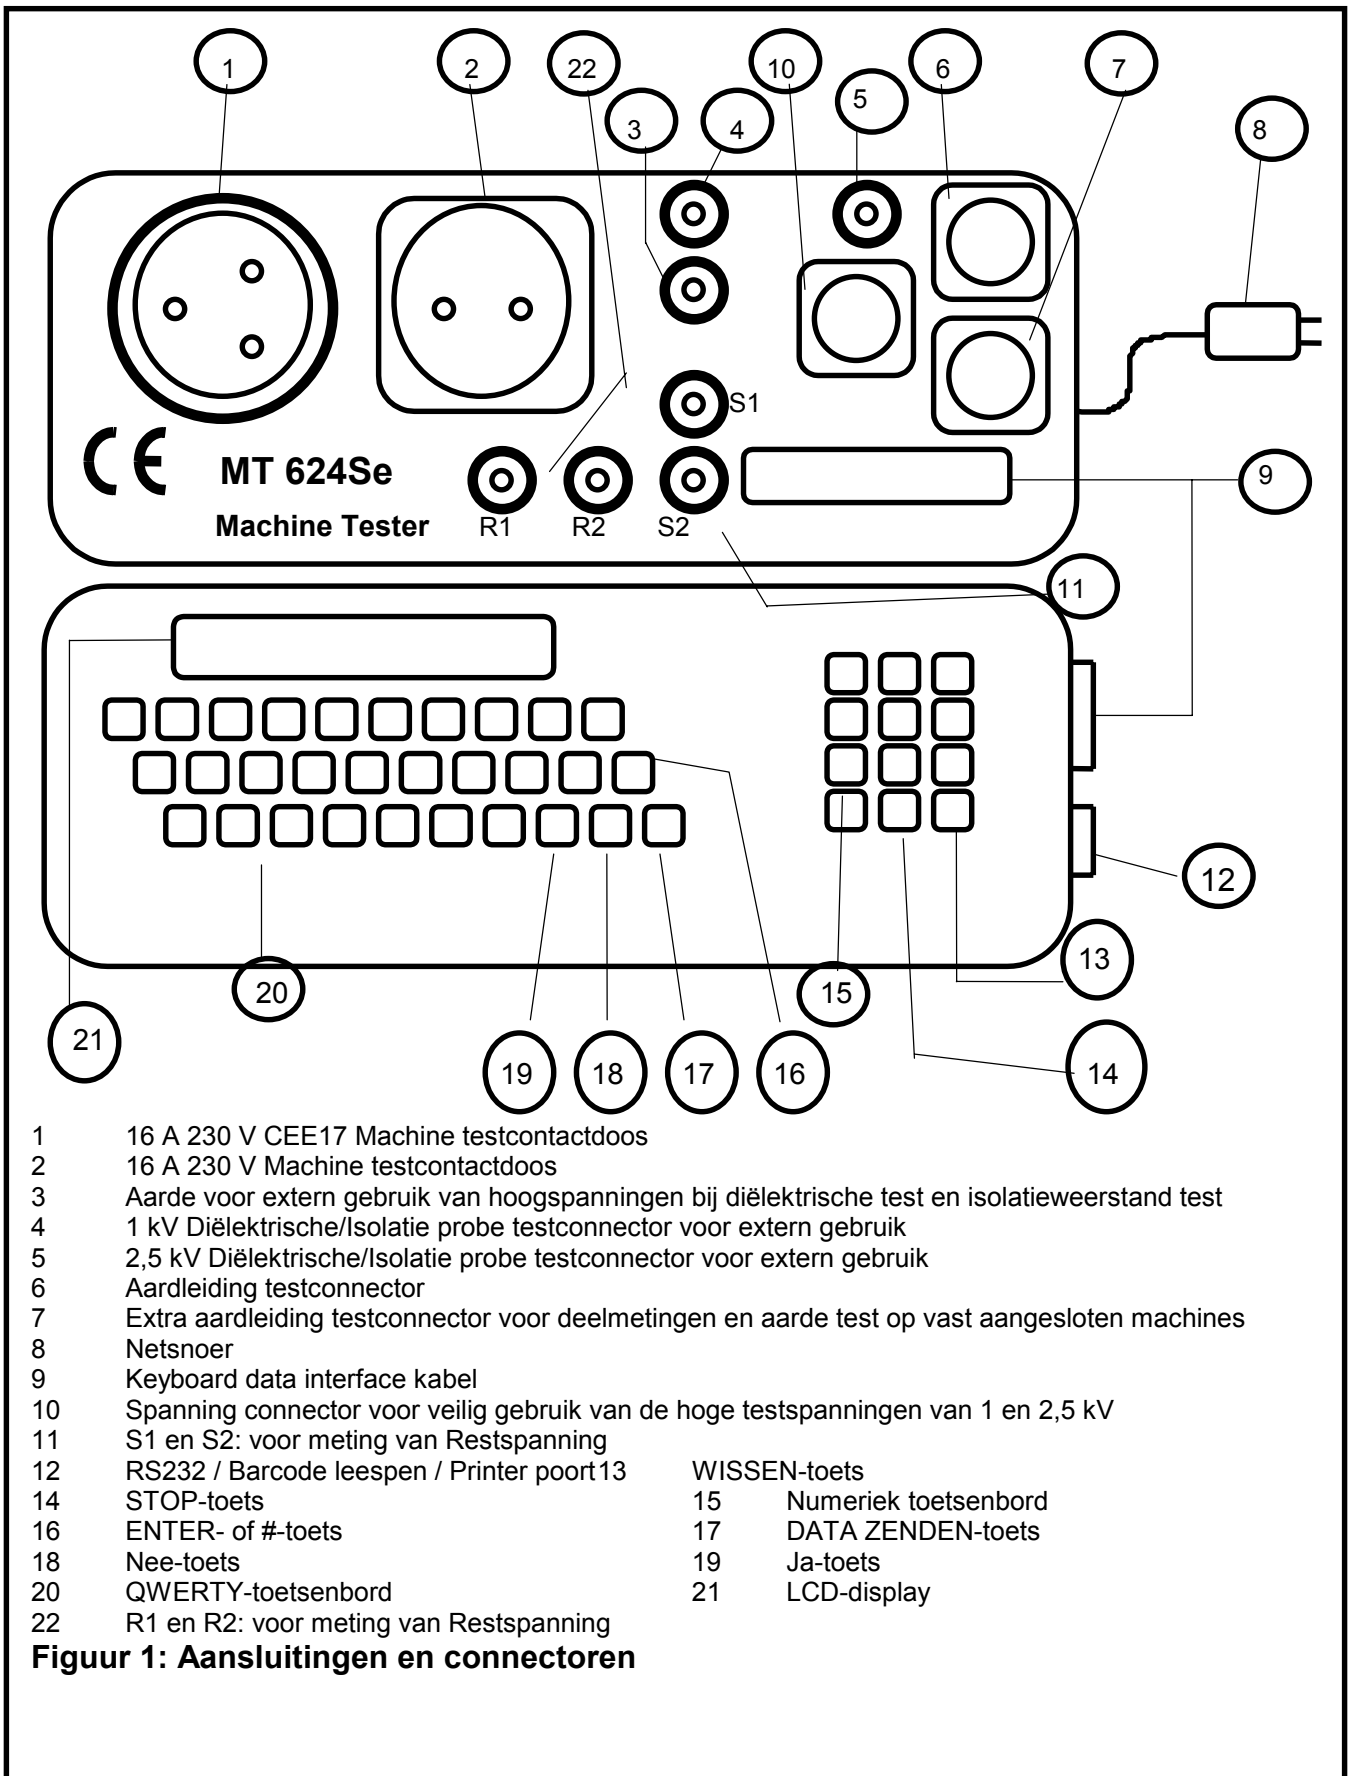 1
2
22
10
6
7
3
4
5
8
S1
CE
MT 624Se
Machine Tester
R1
R2
S2
9
11
12
13
20
15
21
19
18
17
16
14
1 16 A 230 V CEE17 Machine testcontactdoos
2 16 A 230 V Machine testcontactdoos
3 Aarde voor extern gebruik van hoogspanningen bij diëlektrische test en isolatieweerstand test
4 1 kV Diëlektrische/Isolatie probe testconnector voor extern gebruik
5 2,5 kV Diëlektrische/Isolatie probe testconnector voor extern gebruik
6 Aardleiding testconnector
7 Extra aardleiding testconnector voor deelmetingen en aarde test op vast aangesloten machines
8 Netsnoer
9 Keyboard data interface kabel
10 Spanning connector voor veilig gebruik van de hoge testspanningen van 1 en 2,5 kV
11 S1 en S2: voor meting van Restspanning
12 RS232 / Barcode leespen / Printer poort13 WISSEN-toets
14 STOP-toets 15 Numeriek toetsenbord
16 ENTER- of #-toets 17 DATA ZENDEN-toets
18 Nee-toets 19 Ja-toets
20 QWERTY-toetsenbord 21 LCD-display
22 R1 en R2: voor meting van Restspanning
Figuur 1: Aansluitingen en connectoren